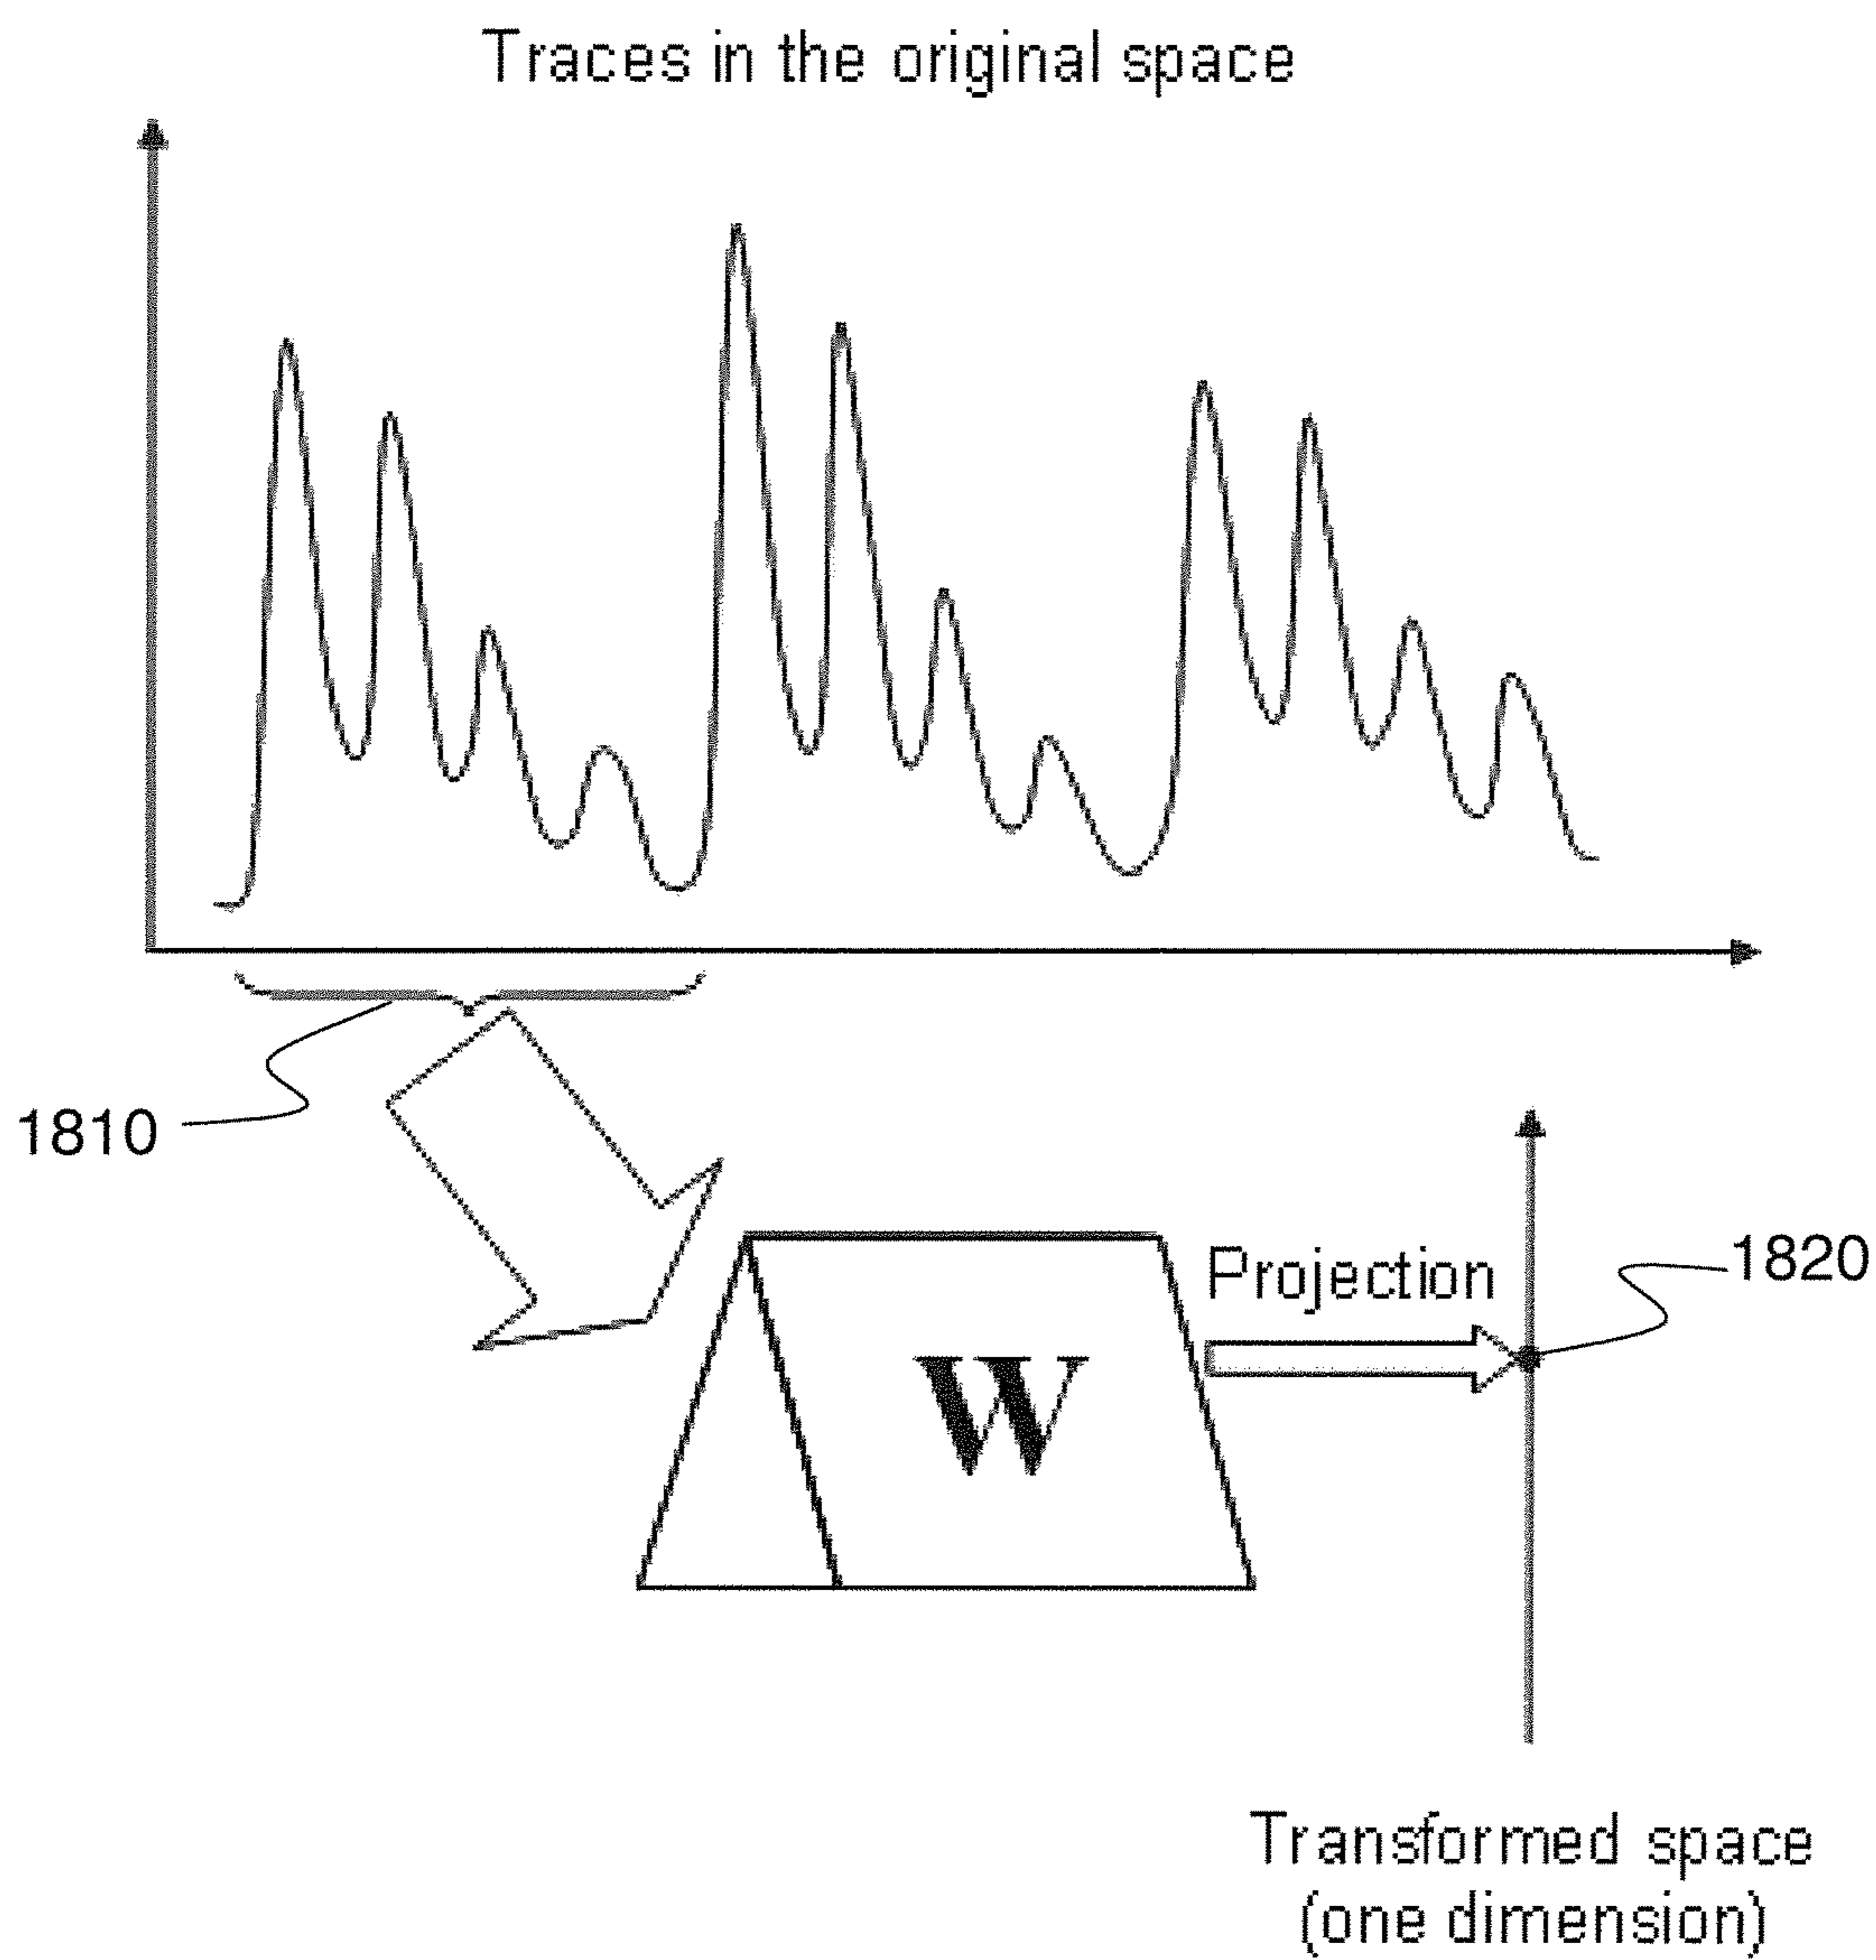 Traces in the original space
1810
Projection
1820
W
Transformed space
(one dimension)